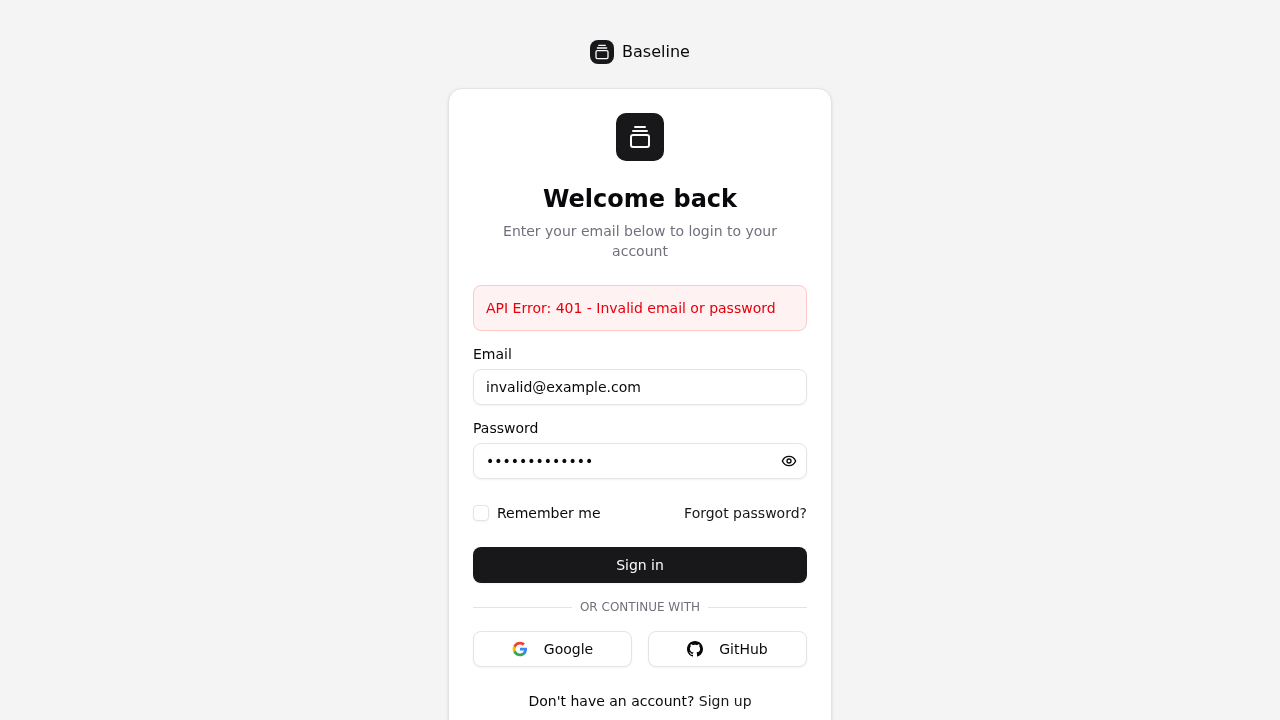 Baseline
Welcome back
Enter your email below to login to your
account
API Error: 401 - Invalid email or password
Email
invalid@example.com
Password
•••••••••••••
Remember me
Forgot password?
Sign in
OR CONTINUE WITH
Google
GitHub
Don't have an account? Sign up